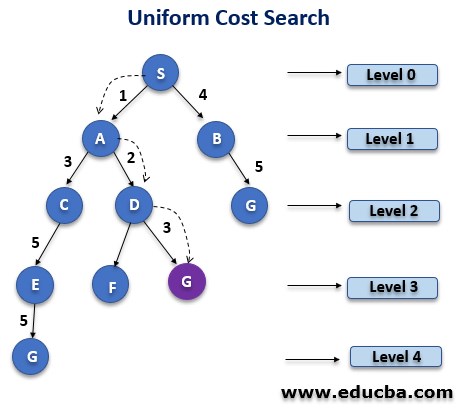 Uniform Cost Search
S
Level 0
1
4
A
B
Level 1
3
2
5
C
D
G
Level 2
5
3
E
F
G
Level 3
5
G
Level 4
www.educba.com